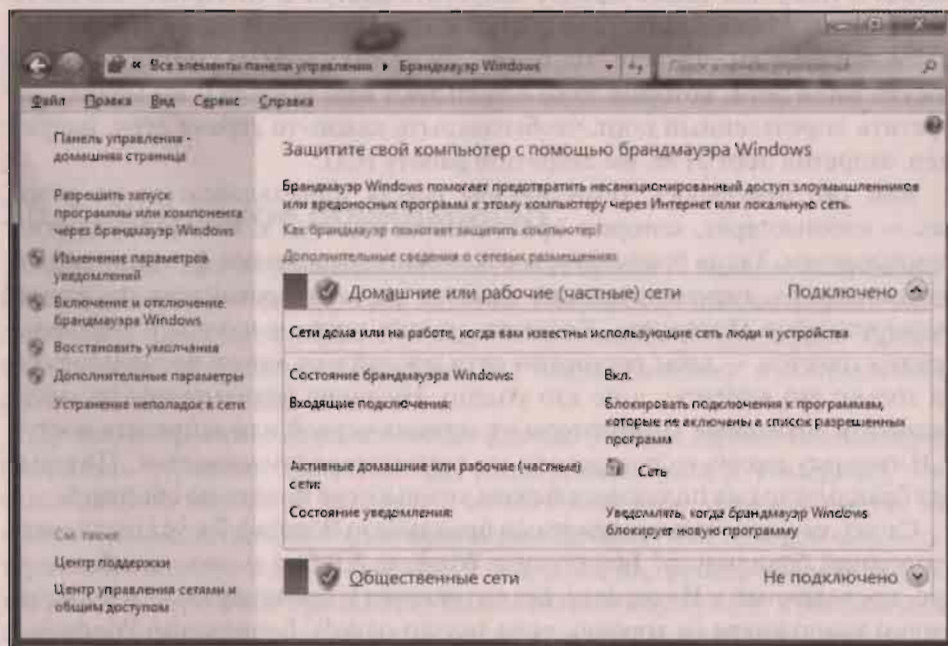 « Все элементы панели управления ▸ Брандмауэр Windows
Файл Правка Вид Сервис Справка
Панель управления -
домашняя страница
Разрешить запуск
программы или компонента
через брандмауэр Windows
Изменение параметров
уведомлений
Включение и отключение
брандмауэра Windows
Восстановить умолчания
Дополнительные параметры
Устранение неполадок в сети
См. также
Центр поддержки
Центр управления сетями и
общим доступом
Защитите свой компьютер с помощью брандмауэра Windows
Брандмауэр Windows помогает предотвратить несанкционированный доступ злоумышленников
или вредоносных программ к этому компьютеру через Интернет или локальную сеть.
Как брандмауэр помогает защитить компьютер?
Дополнительные сведения о сетевых размещениях
Домашние или рабочие (частные) сети Подключено
Сети дома или на работе, когда вам известны использующие сеть люди и устройства
Состояние брандмауэра Windows: Вкл.
Входящие подключения: Блокировать подключения к программам,
которые не включены в список разрешенных
программ
Активные домашние или рабочие (частные) Сеть
сети:
Состояние уведомления: Уведомлять, когда брандмауэр Windows
блокирует новую программу
Общественные сети Не подключено